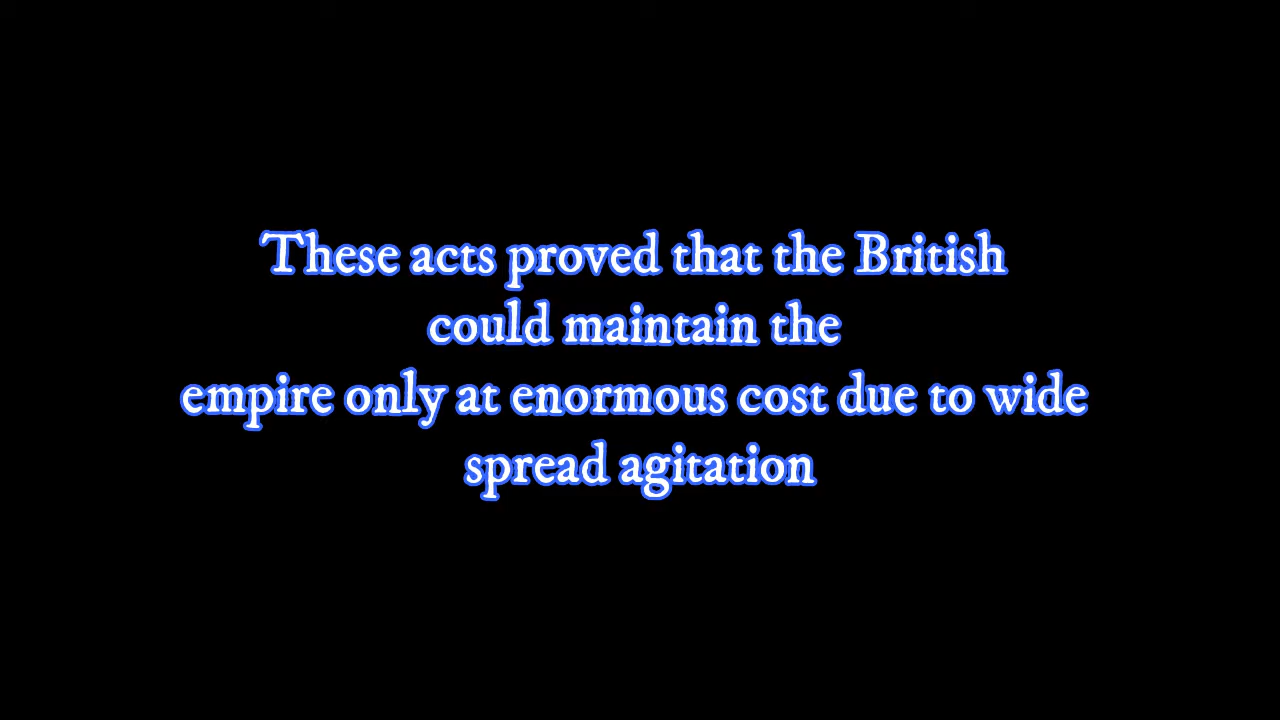 These acts proved that the British
could maintain the
empire only at enormous cost due to wide
spread agitation